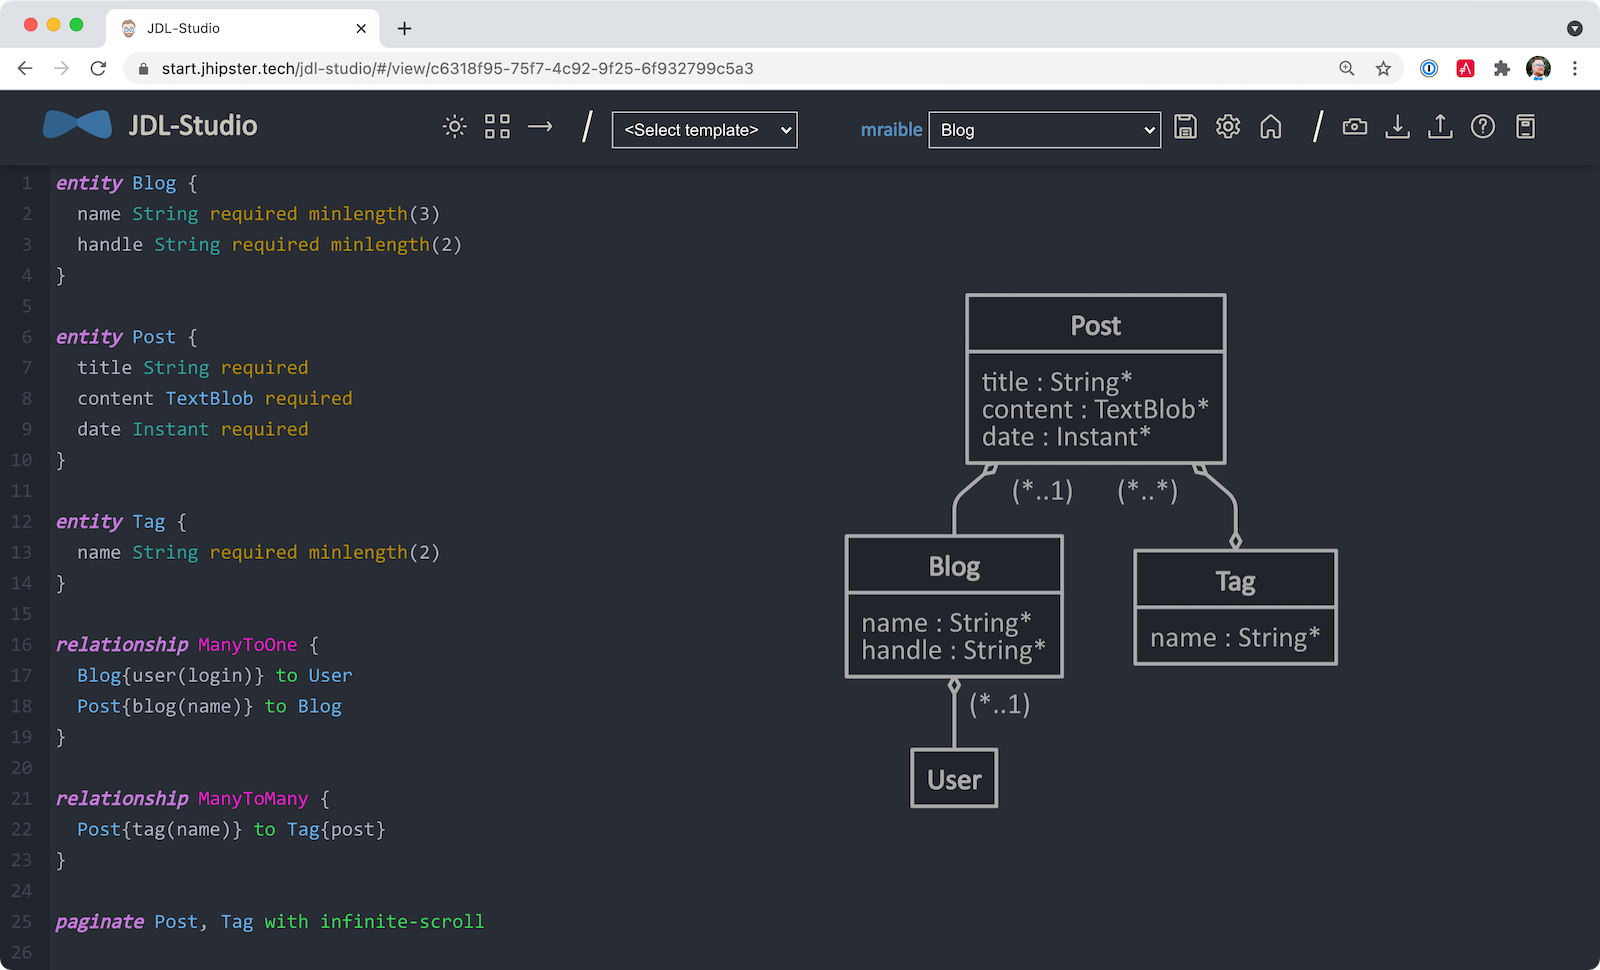 JDL-Studio
start.jhipster.tech/jdl-studio/#/view/c6318f95-75f7-4c92-9f25-6f932799c5a3
JDL-Studio
/
<Select template>
mraible
Blog
/
1 entity Blog {
2 name String required minlength(3)
3 handle String required minlength(2)
4 }
5
6 entity Post {
7 title String required
8 content TextBlob required
9 date Instant required
10 }
11
12 entity Tag {
13 name String required minlength(2)
14 }
15
16 relationship ManyToOne {
17 Blog{user(login)} to User
18 Post{blog(name)} to Blog
19 }
20
21 relationship ManyToMany {
22 Post{tag(name)} to Tag{post}
23 }
24
25 paginate Post, Tag with infinite-scroll
26
Post
title : String*
content : TextBlob*
date : Instant*
(*..1)
(*..*)
Blog
name : String*
handle : String*
Tag
name : String*
(*..1)
User